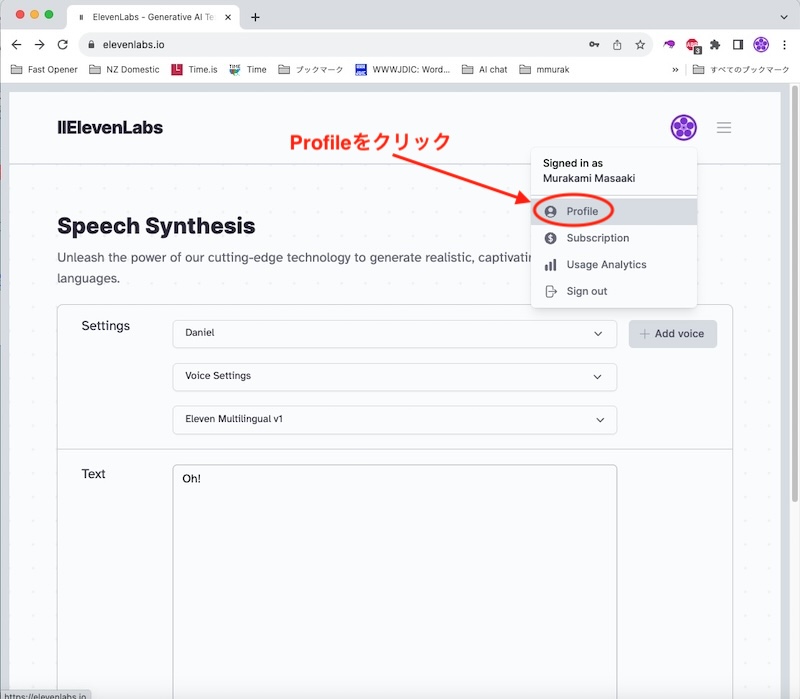 ElevenLabs - Generative AI Te
elevenlabs.io
Fast Opener
NZ Domestic
Time.is
Time
ブックマーク
WWWJDIC: Word...
AI chat
mmurak
»
すべてのブックマーク
IIElevenLabs
Profileをクリック
Signed in as
Murakami Masaaki
Profile
Subscription
Usage Analytics
Sign out
Speech Synthesis
Unleash the power of our cutting-edge technology to generate realistic, captivatin
languages.
Settings
Daniel
+ Add voice
Voice Settings
Eleven Multilingual v1
Text
Oh!
https://elevenlabs.io